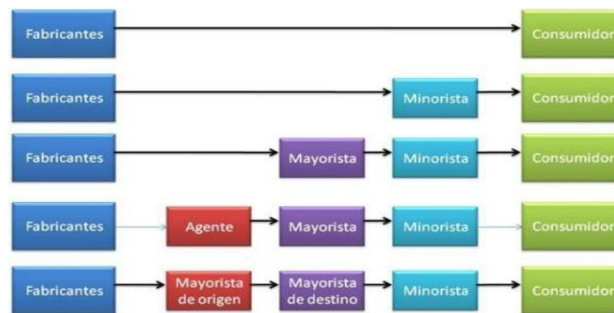 Fabricantes
Consumidor
Fabricantes
Minorista
Consumidor
Fabricantes
Mayorista
Minorista
Consumidor
Fabricantes
Agente
Mayorista
Minorista
Consumidor
Fabricantes
Mayorista
de origen
Mayorista
de destino
Minorista
Consumidor